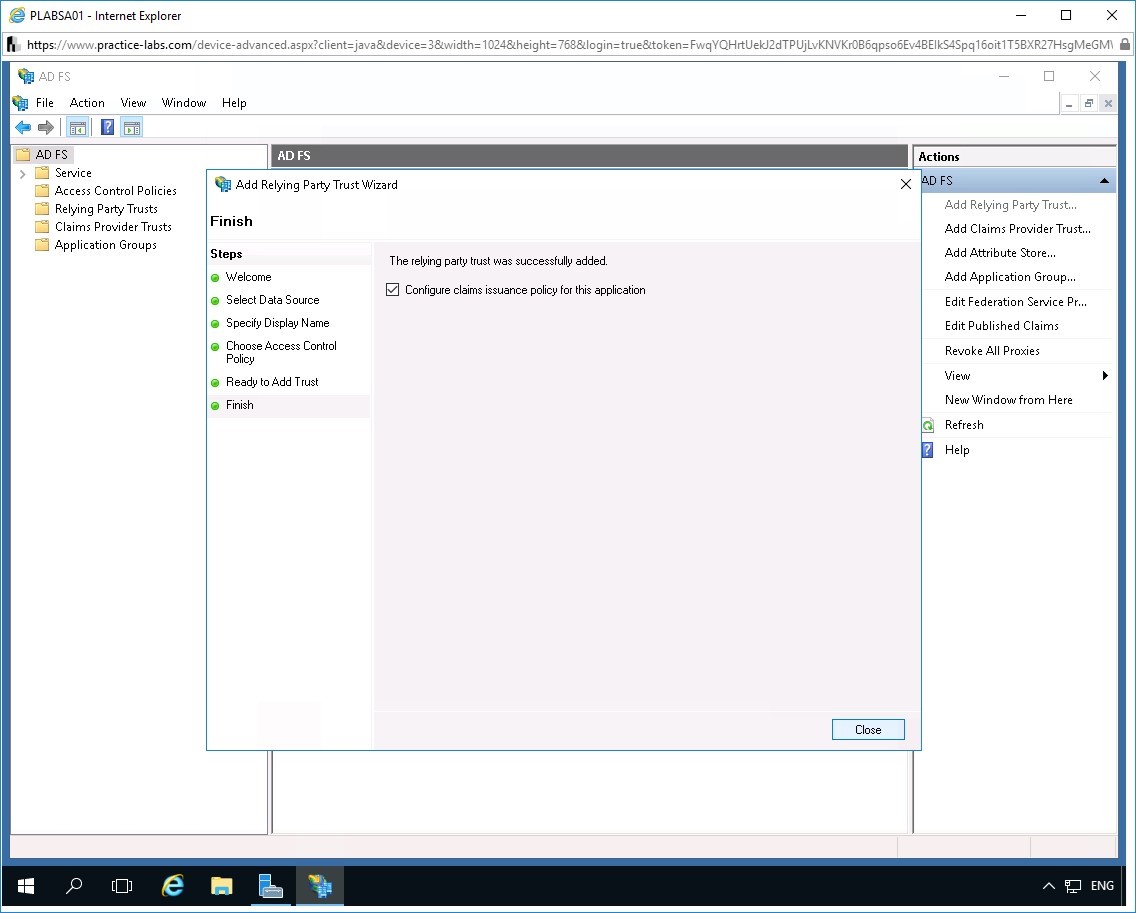 PLABSA01 - Internet Explorer
https://www.practice-labs.com/device-advanced.aspx?client=java&device=3&width=1024&height=768&login=true&token=FwqYQHrtUekJ2dTPUjLvKNVKr0B6qpso6Ev4BEIkS4Spq16oit1T5BXR27HsgMeGM
AD FS
File Action View Window Help
AD FS
Service
Access Control Policies
Relying Party Trusts
Claims Provider Trusts
Application Groups
AD FS
Add Relying Party Trust Wizard
Finish
Steps
Welcome
Select Data Source
Specify Display Name
Choose Access Control
Policy
Ready to Add Trust
Finish
The relying party trust was successfully added.
Configure claims issuance policy for this application
Close
Actions
AD FS
Add Relying Party Trust...
Add Claims Provider Trust...
Add Attribute Store...
Add Application Group...
Edit Federation Service Pr...
Edit Published Claims
Revoke All Proxies
View
New Window from Here
Refresh
Help
ENG